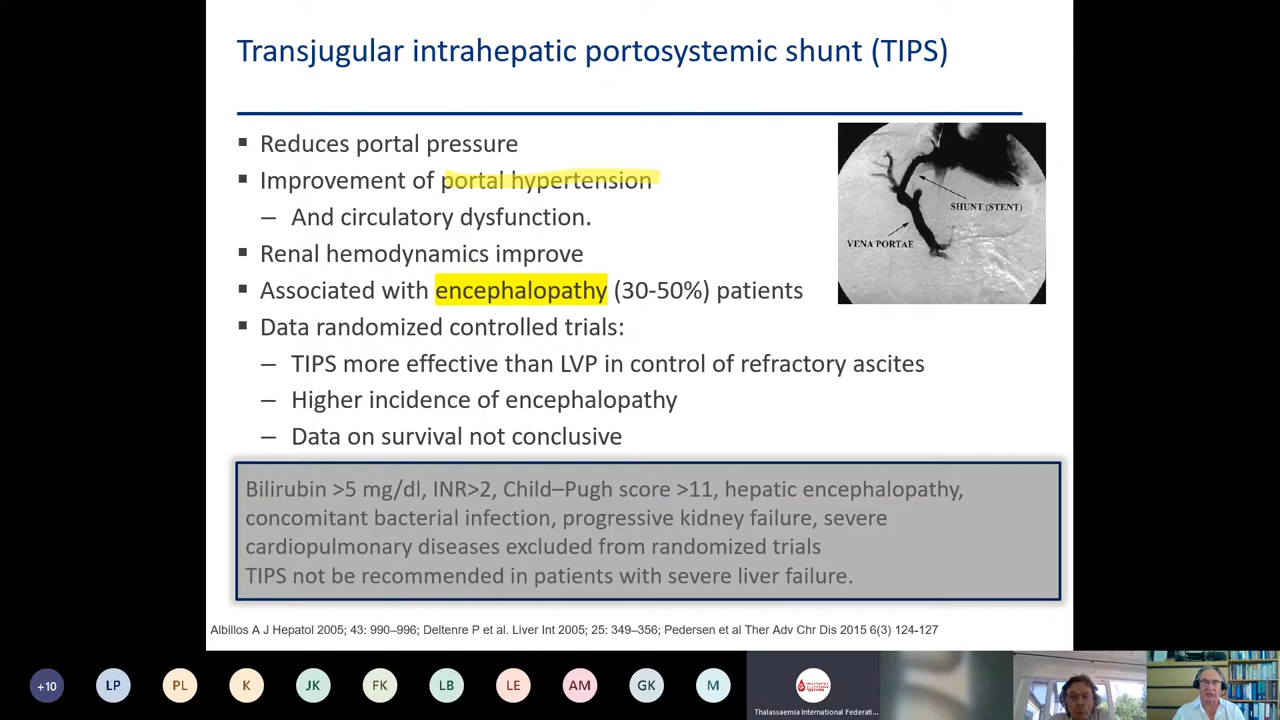 Transjugular intrahepatic portosystemic shunt (TIPS)
Reduces portal pressure
Improvement of portal hypertension
– And circulatory dysfunction.
Renal hemodynamics improve
Associated with encephalopathy (30-50%) patients
Data randomized controlled trials:
– TIPS more effective than LVP in control of refractory ascites
– Higher incidence of encephalopathy
– Data on survival not conclusive
SHUNT (STENT)
VENA PORTAE
Bilirubin >5 mg/dl, INR>2, Child–Pugh score >11, hepatic encephalopathy,
concomitant bacterial infection, progressive kidney failure, severe
cardiopulmonary diseases excluded from randomized trials
TIPS not be recommended in patients with severe liver failure.
Albillos A J Hepatol 2005; 43: 990–996; Deltenre P et al. Liver Int 2005; 25: 349–356; Pedersen et al Ther Adv Chr Dis 2015 6(3) 124-127
+10 LP PL K JK FK LB LE AM GK M
Thalassaemia International Federati...